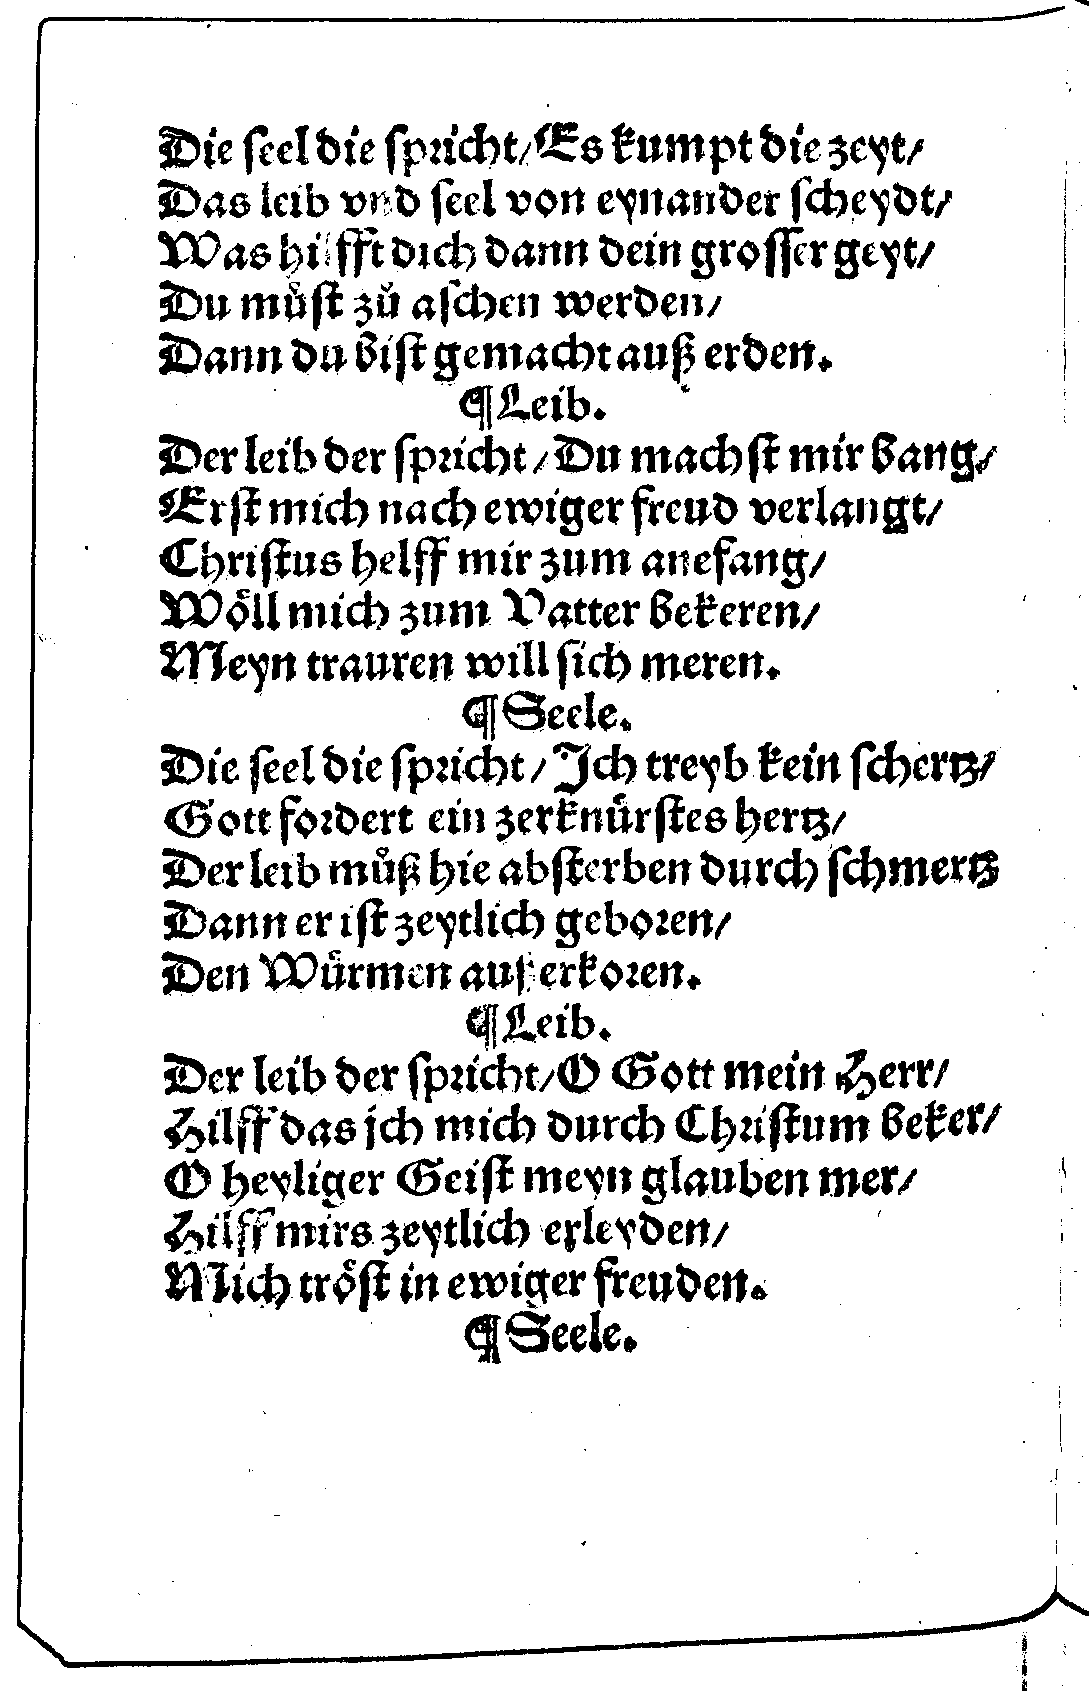 Die seel die spricht/ Es kumpt die zeyt/
Das leib vnd seel von eynander scheydt/
Was hilfft dich dann dein grosser geyt/
Du můst zů aschen werden/
Dann du bist gemacht auß erden.
¶ Leib.
Der leib der spricht/ Du machst mir bang/
Erst mich nach ewiger freud verlangt/
Christus helff mir zum anefang/
Wöll mich zum Vatter bekeren/
Meyn trauren will sich meren.
¶ Seele.
Die seel die spricht/ Jch treyb kein schertz/
Gott fordert ein zerknürstes hertz/
Der leib můß hie absterben durch schmertz
Dann er ist zeytlich geboren/
Den Würmen außerkoren.
¶ Leib.
Der leib der spricht/ O Gott mein Herr/
Hilff das jch mich durch Christum beker/
O heyliger Geist meyn glauben mer/
Hilff mirs zeytlich erleyden/
Mich tröst in ewiger freuden.
¶ Seele.